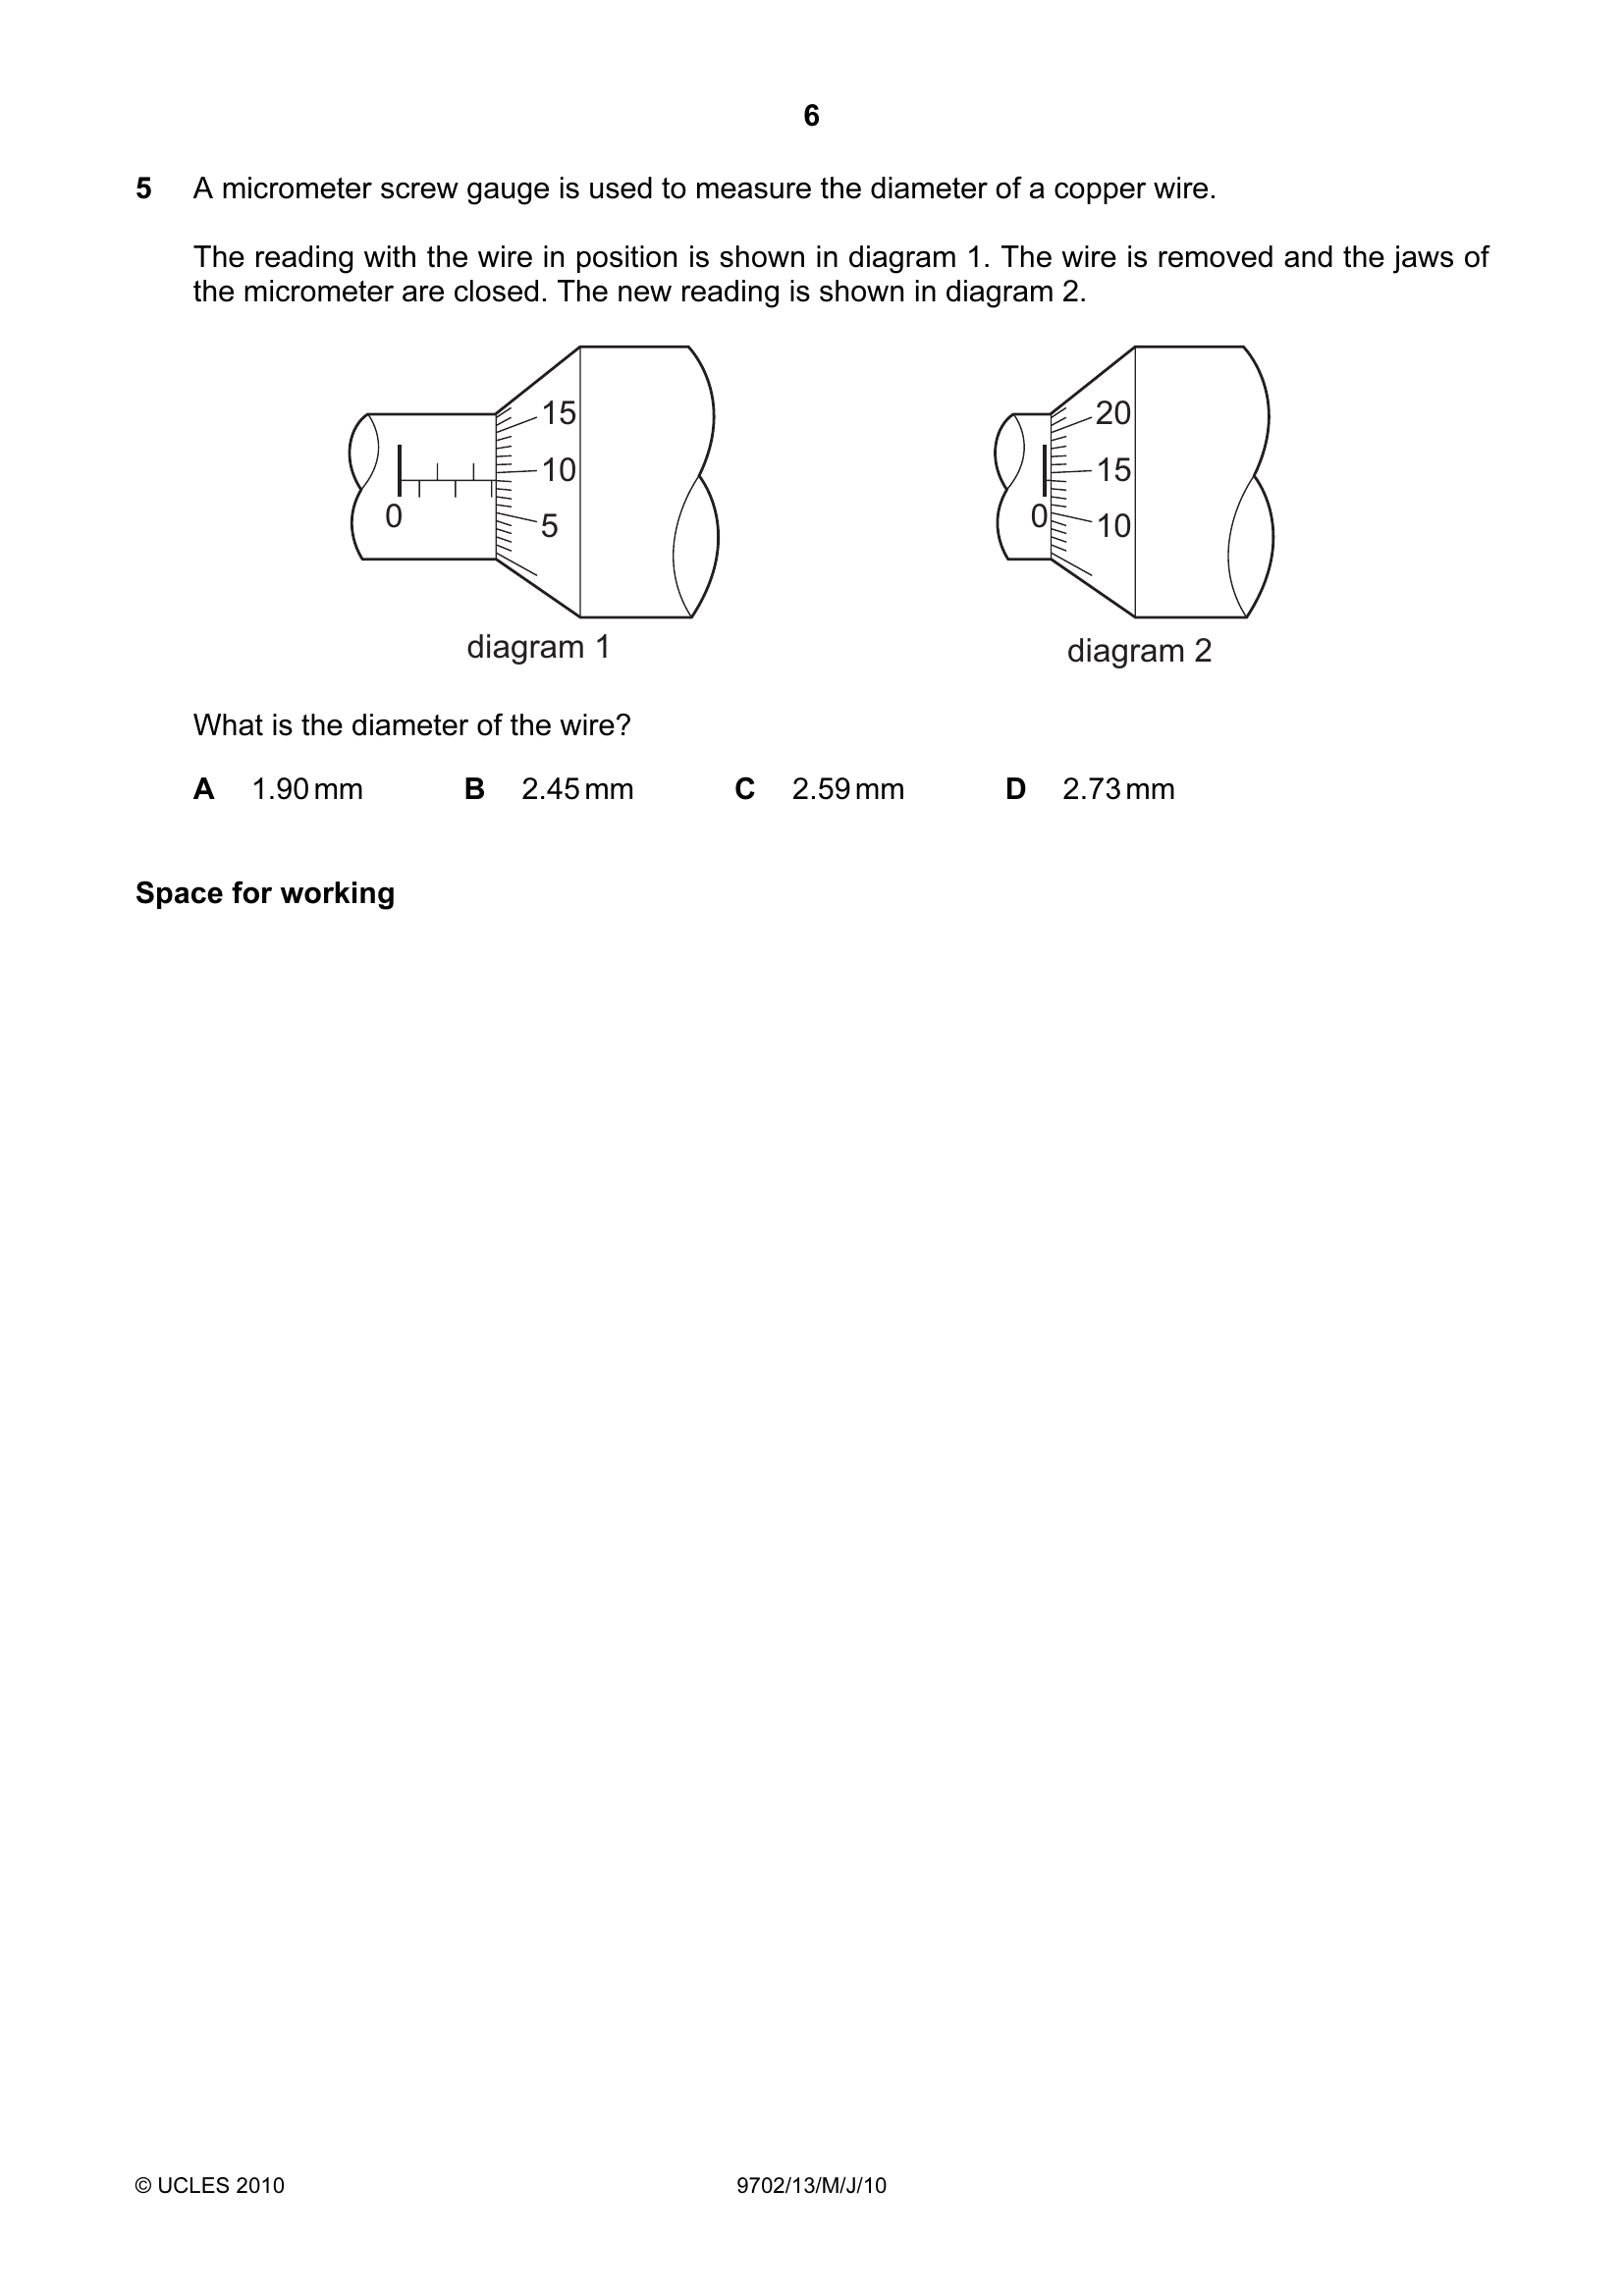 6
5 A micrometer screw gauge is used to measure the diameter of a copper wire.
The reading with the wire in position is shown in diagram 1. The wire is removed and the jaws of
the micrometer are closed. The new reading is shown in diagram 2.
15
10
5
0
diagram 1
20
15
10
0
diagram 2
What is the diameter of the wire?
A 1.90 mm B 2.45 mm C 2.59 mm D 2.73 mm
Space for working
© UCLES 2010 9702/13/M/J/10